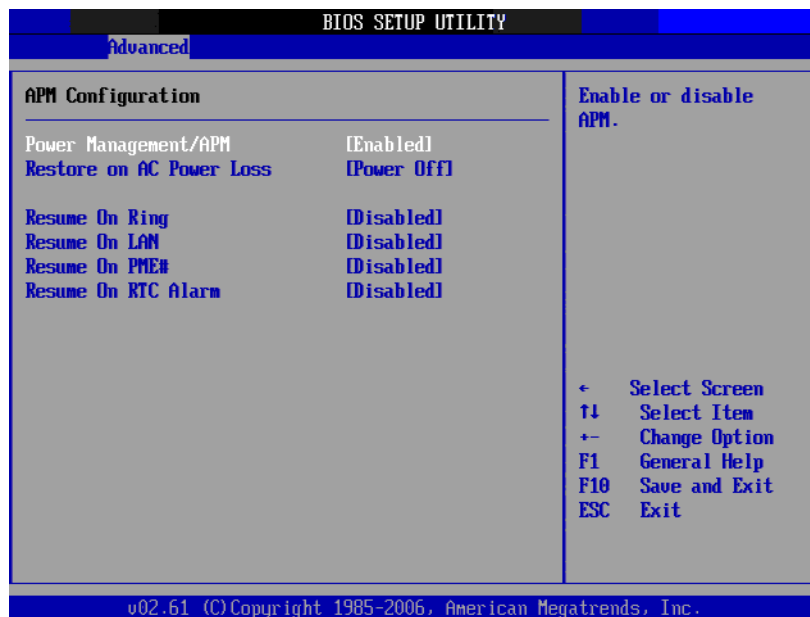 BIOS SETUP UTILITY
Advanced
APM Configuration
Power Management/APM [Enabled]
Restore on AC Power Loss [Power Off]
Resume On Ring [Disabled]
Resume On LAN [Disabled]
Resume On PME# [Disabled]
Resume On RTC Alarm [Disabled]
Enable or disable
APM.
← Select Screen
↑↓ Select Item
+- Change Option
F1 General Help
F10 Save and Exit
ESC Exit
v02.61 (C)Copyright 1985-2006, American Megatrends, Inc.